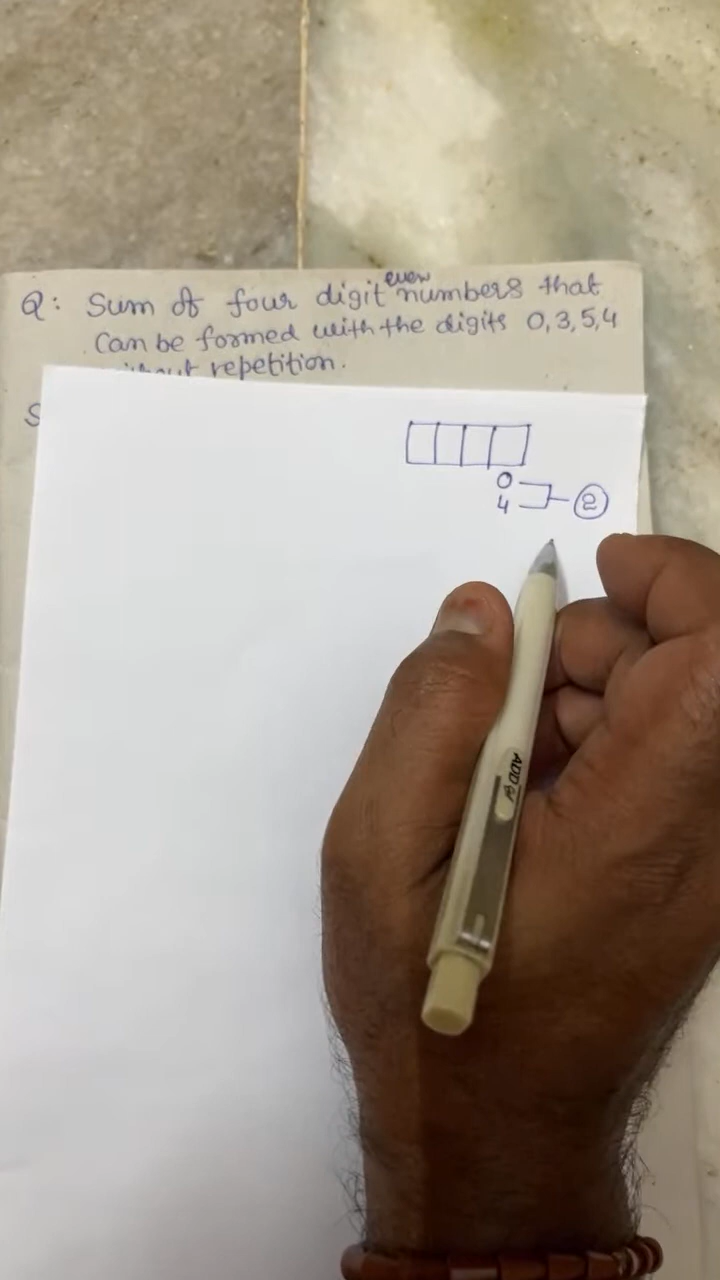 Q: Sum of four digit even numbers that
can be formed with the digits 0,3,5,4
repetition.
S
0
4
2
ADD